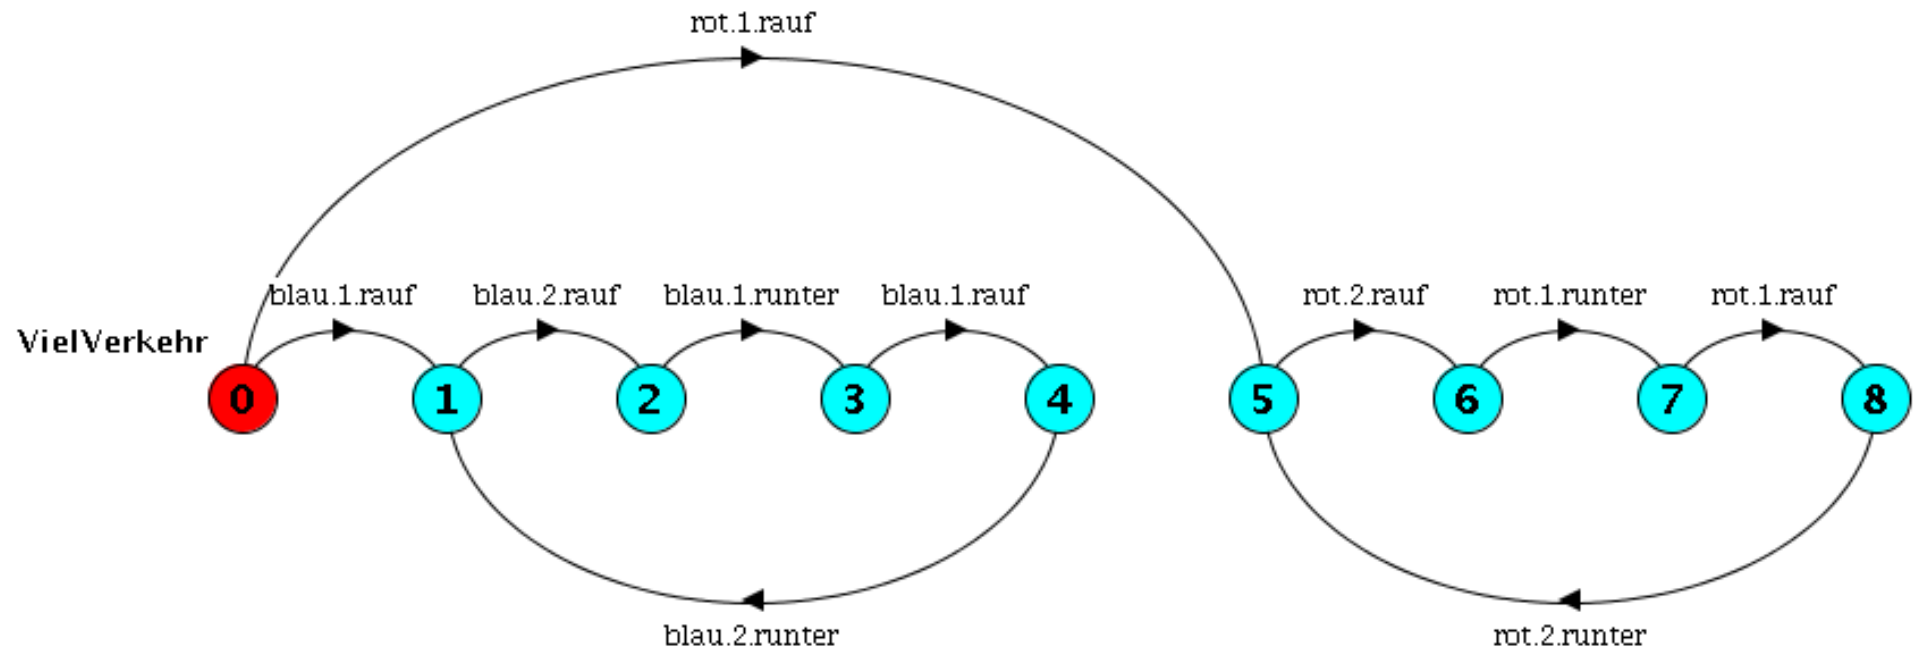 rot.1.rauf
blau.1.rauf blau.2.rauf blau.1.runter blau.1.rauf rot.2.rauf rot.1.runter rot.1.rauf
VielVerkehr
0 1 2 3 4 5 6 7 8
blau.2.runter rot.2.runter